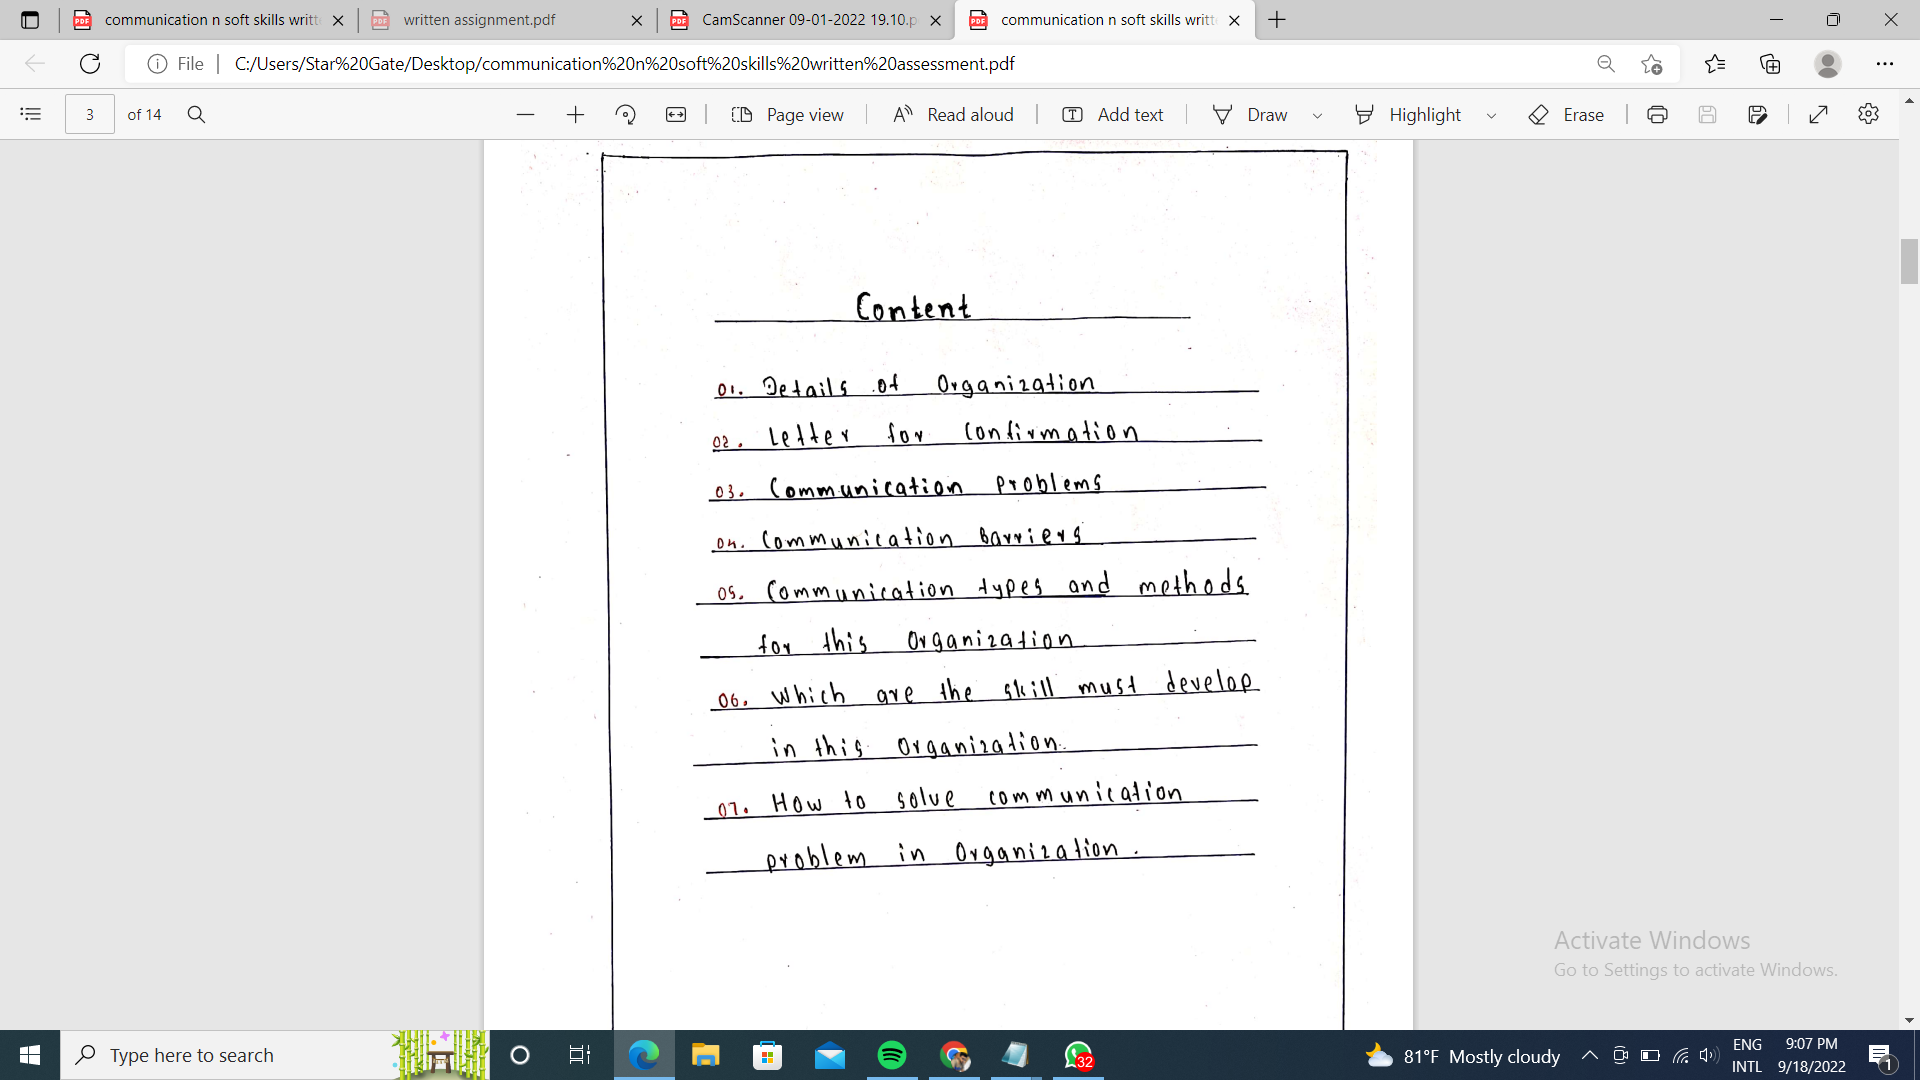 communication n soft skills writt
written assignment.pdf
CamScanner 09-01-2022 19.10.p
communication n soft skills writt
File
C:/Users/Star%20Gate/Desktop/communication%20n%20soft%20skills%20written%20assessment.pdf
3 of 14
Page view
Read aloud
Add text
Draw
Highlight
Erase
Content
01. Details of Organization
02. Letter for Confirmation
03. Communication Problems
04. Communication Barriers
05. Communication types and methods
for this Organization
06. Which are the skill must develop
in this Organization.
07. How to solve communication
problem in Organization.
Activate Windows
Go to Settings to activate Windows.
Type here to search
32
81°F Mostly cloudy
ENG
INTL
9:07 PM
9/18/2022
1